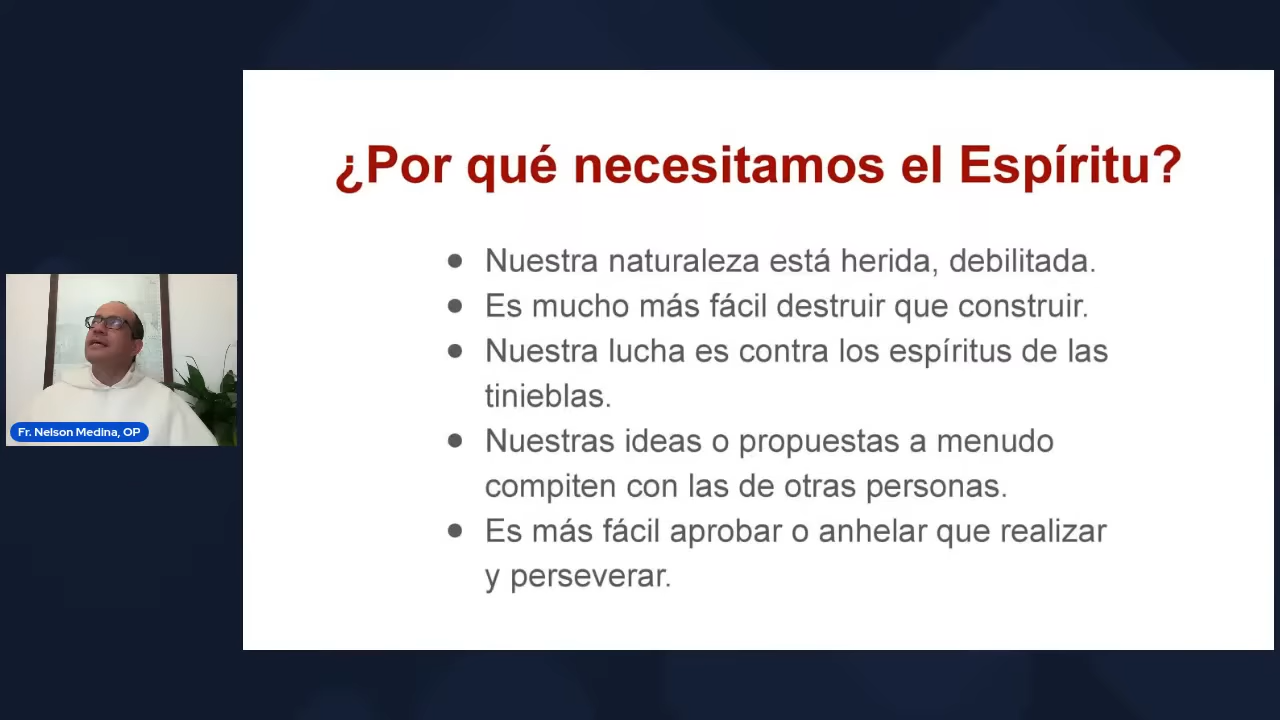 ¿Por qué necesitamos el Espíritu?
● Nuestra naturaleza está herida, debilitada.
● Es mucho más fácil destruir que construir.
● Nuestra lucha es contra los espíritus de las
tinieblas.
● Nuestras ideas o propuestas a menudo
compiten con las de otras personas.
● Es más fácil aprobar o anhelar que realizar
y perseverar.
Fr. Nelson Medina, OP